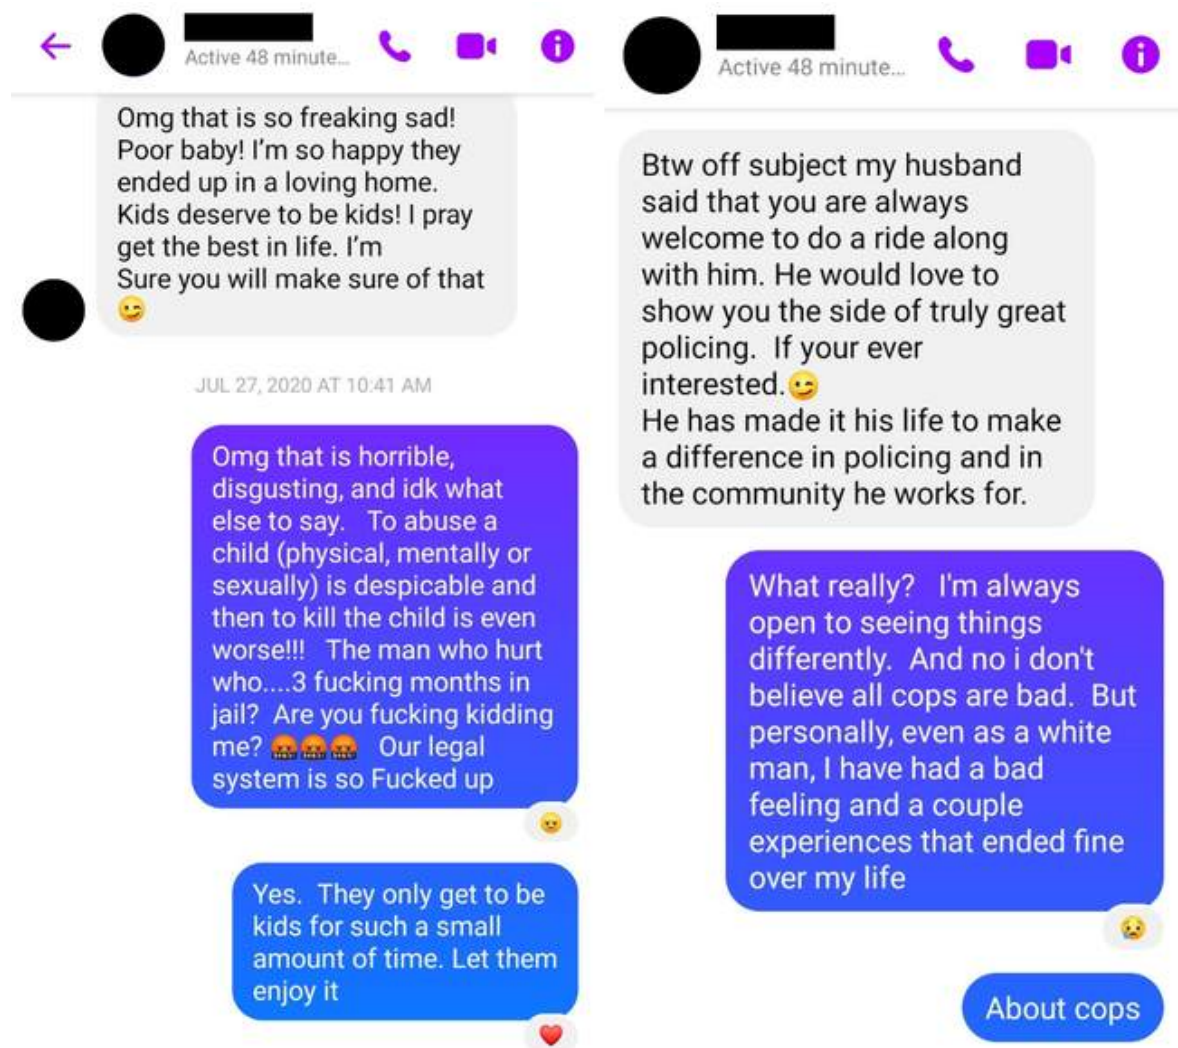 Active 48 minute...
Omg that is so freaking sad!
Poor baby! I'm so happy they
ended up in a loving home.
Kids deserve to be kids! I pray
get the best in life. I'm
Sure you will make sure of that
😉
JUL 27, 2020 AT 10:41 AM
Omg that is horrible,
disgusting, and idk what
else to say.   To abuse a
child (physical, mentally or
sexually) is despicable and
then to kill the child is even
worse!!!   The man who hurt
who....3 fucking months in
jail?  Are you fucking kidding
me? 🤬🤬🤬   Our legal
system is so Fucked up
Yes.  They only get to be
kids for such a small
amount of time. Let them
enjoy it
Active 48 minute...
Btw off subject my husband
said that you are always
welcome to do a ride along
with him. He would love to
show you the side of truly great
policing.  If your ever
interested.😉
He has made it his life to make
a difference in policing and in
the community he works for.
What really?   I'm always
open to seeing things
differently.  And no i don't
believe all cops are bad.  But
personally, even as a white
man, I have had a bad
feeling and a couple
experiences that ended fine
over my life
About cops